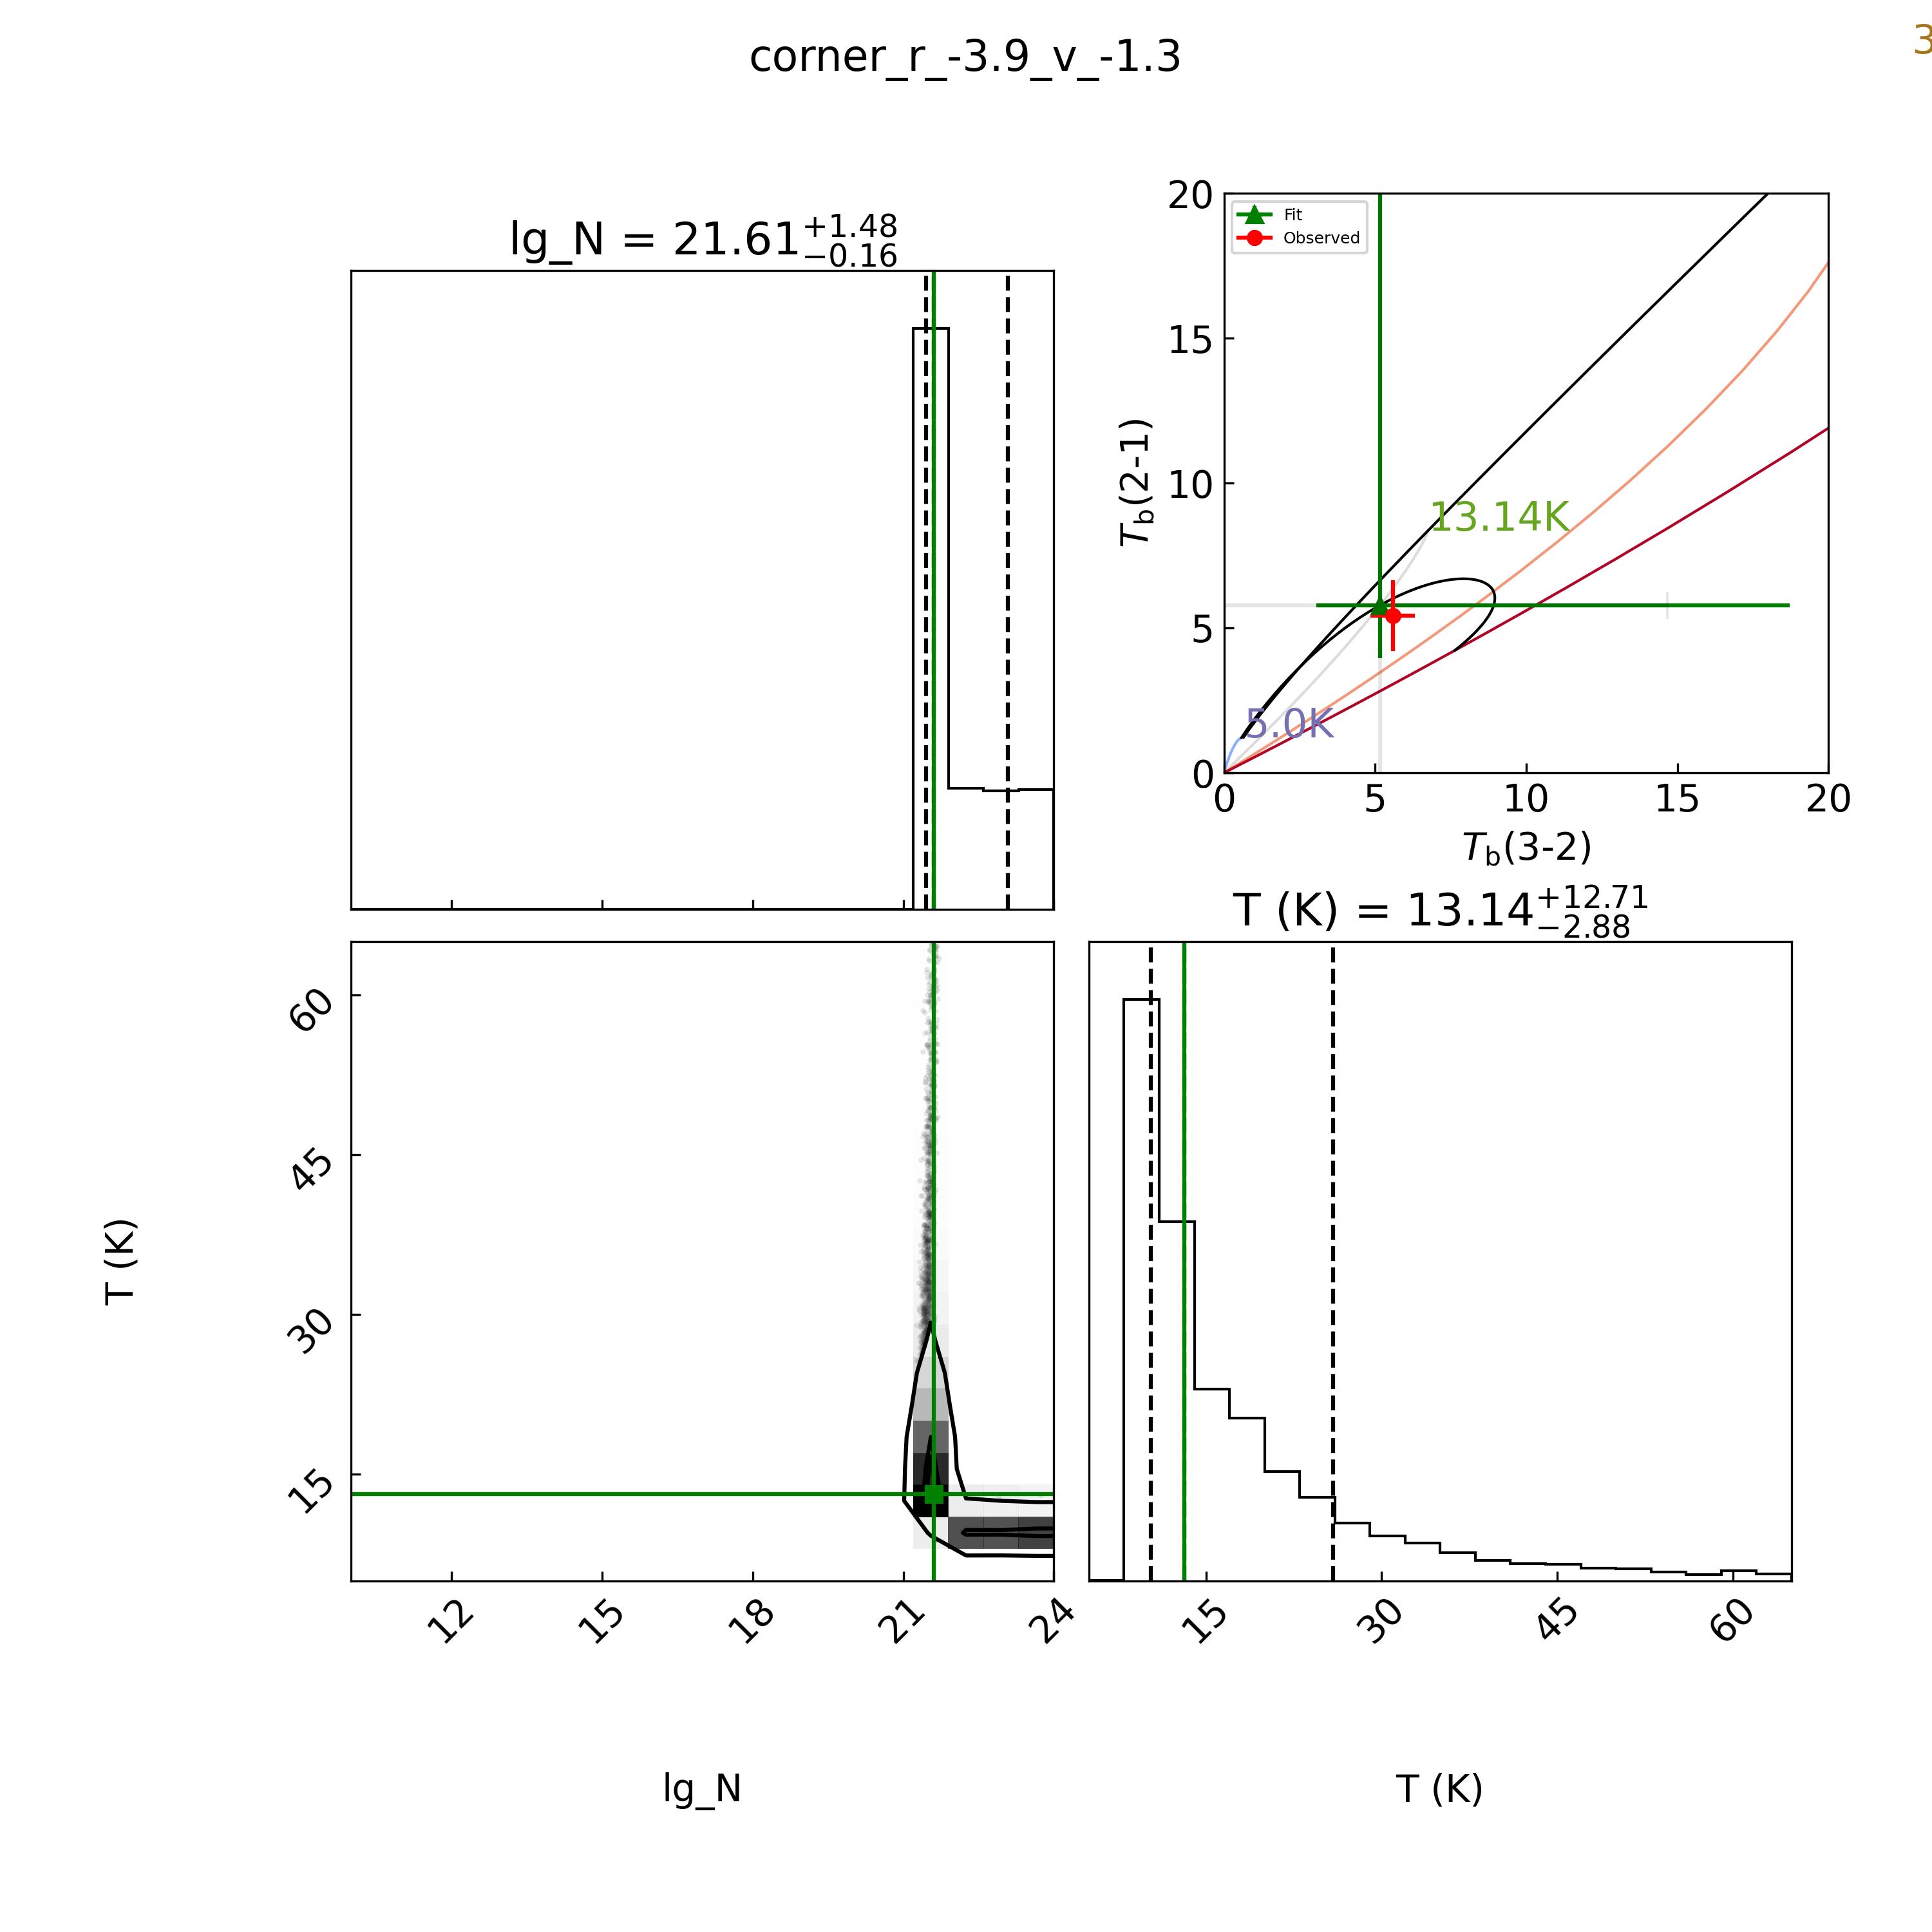 corner_r_-3.9_v_-1.3
3
lg_N = 21.61+1.48−0.16
20
15
10
5
0
Fit
Observed
Tb(2-1)
13.14K
5.0K
0 5 10 15 20
Tb(3-2)
T (K) = 13.14+12.71−2.88
60
45
30
15
T (K)
12 15 18 21 24
15 30 45 60
lg_N
T (K)